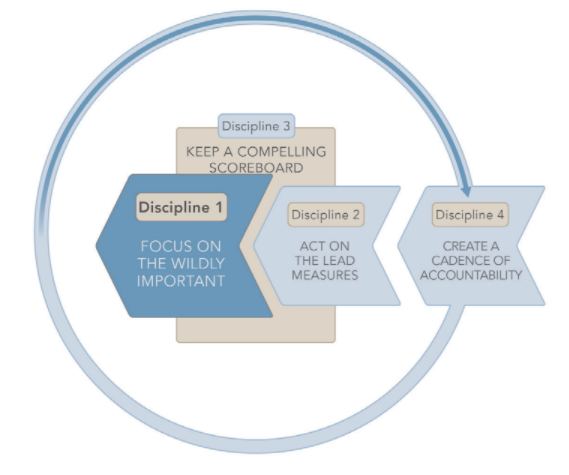 Discipline 3
KEEP A COMPELLING
SCOREBOARD
Discipline 1
FOCUS ON
THE WILDLY
IMPORTANT
Discipline 2
ACT ON
THE LEAD
MEASURES
Discipline 4
CREATE A
CADENCE OF
ACCOUNTABILITY